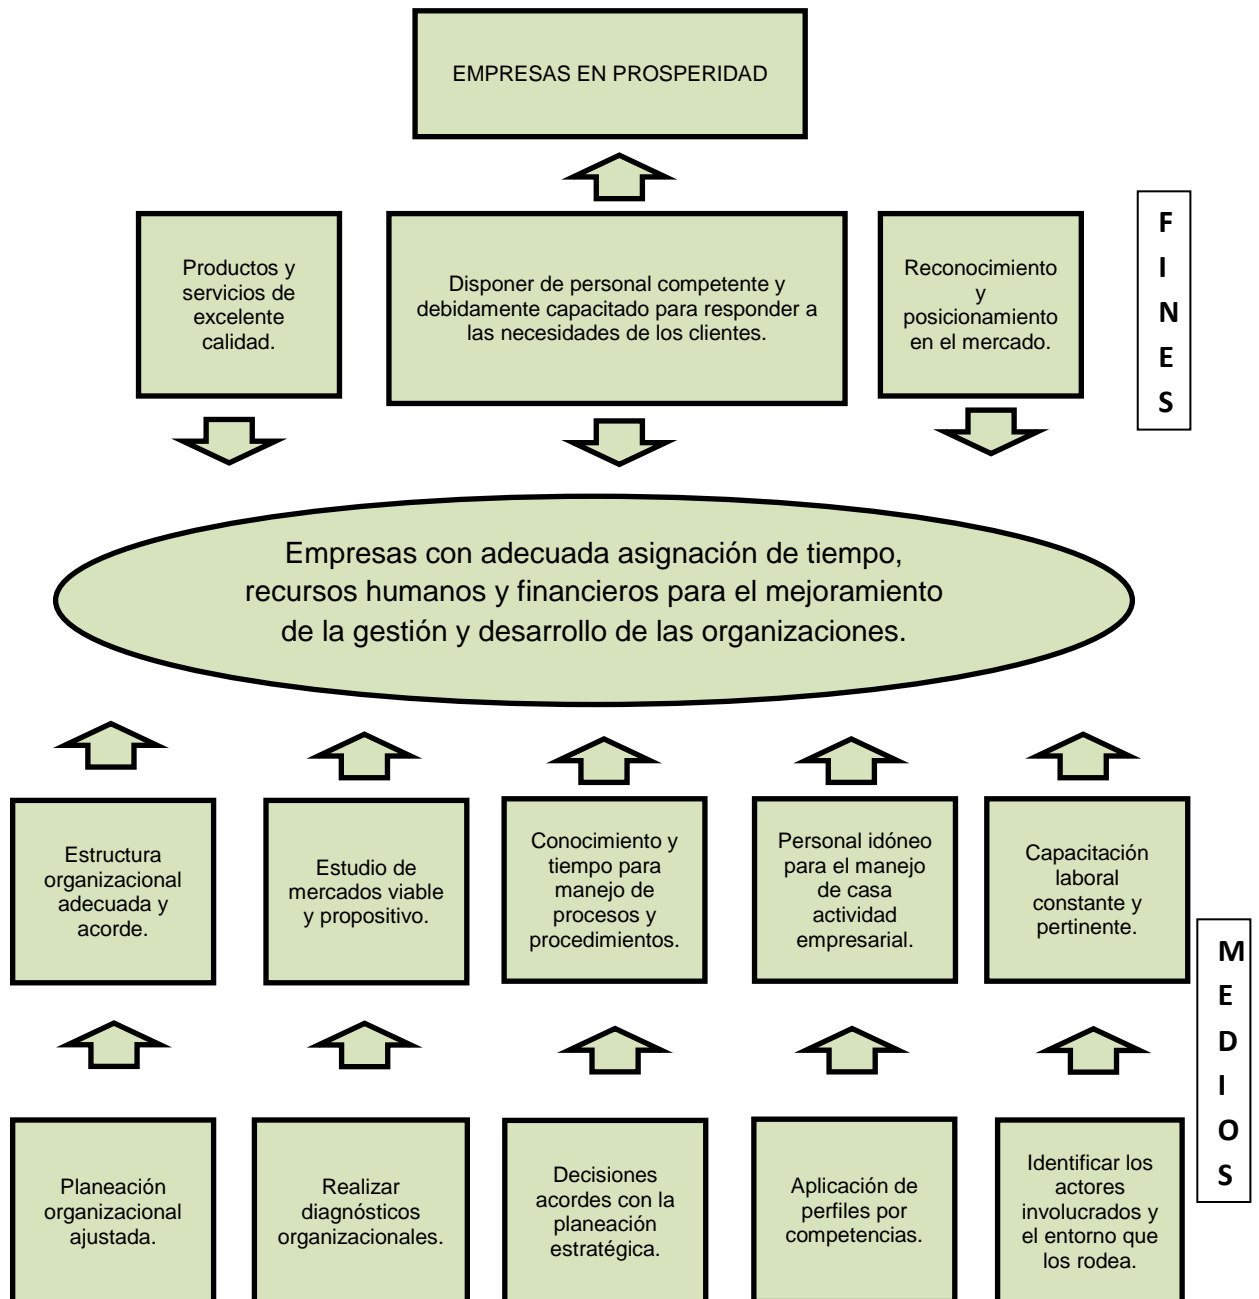 EMPRESAS EN PROSPERIDAD
Productos y
servicios de
excelente
calidad.
Disponer de personal competente y
debidamente capacitado para responder a
las necesidades de los clientes.
Reconocimiento
y
posicionamiento
en el mercado.
F
I
N
E
S
Empresas con adecuada asignación de tiempo,
recursos humanos y financieros para el mejoramiento
de la gestión y desarrollo de las organizaciones.
Estructura
organizacional
adecuada y
acorde.
Estudio de
mercados viable
y propositivo.
Conocimiento y
tiempo para
manejo de
procesos y
procedimientos.
Personal idóneo
para el manejo
de casa
actividad
empresarial.
Capacitación
laboral
constante y
pertinente.
M
E
D
I
O
S
Planeación
organizacional
ajustada.
Realizar
diagnósticos
organizacionales.
Decisiones
acordes con la
planeación
estratégica.
Aplicación de
perfiles por
competencias.
Identificar los
actores
involucrados y
el entorno que
los rodea.